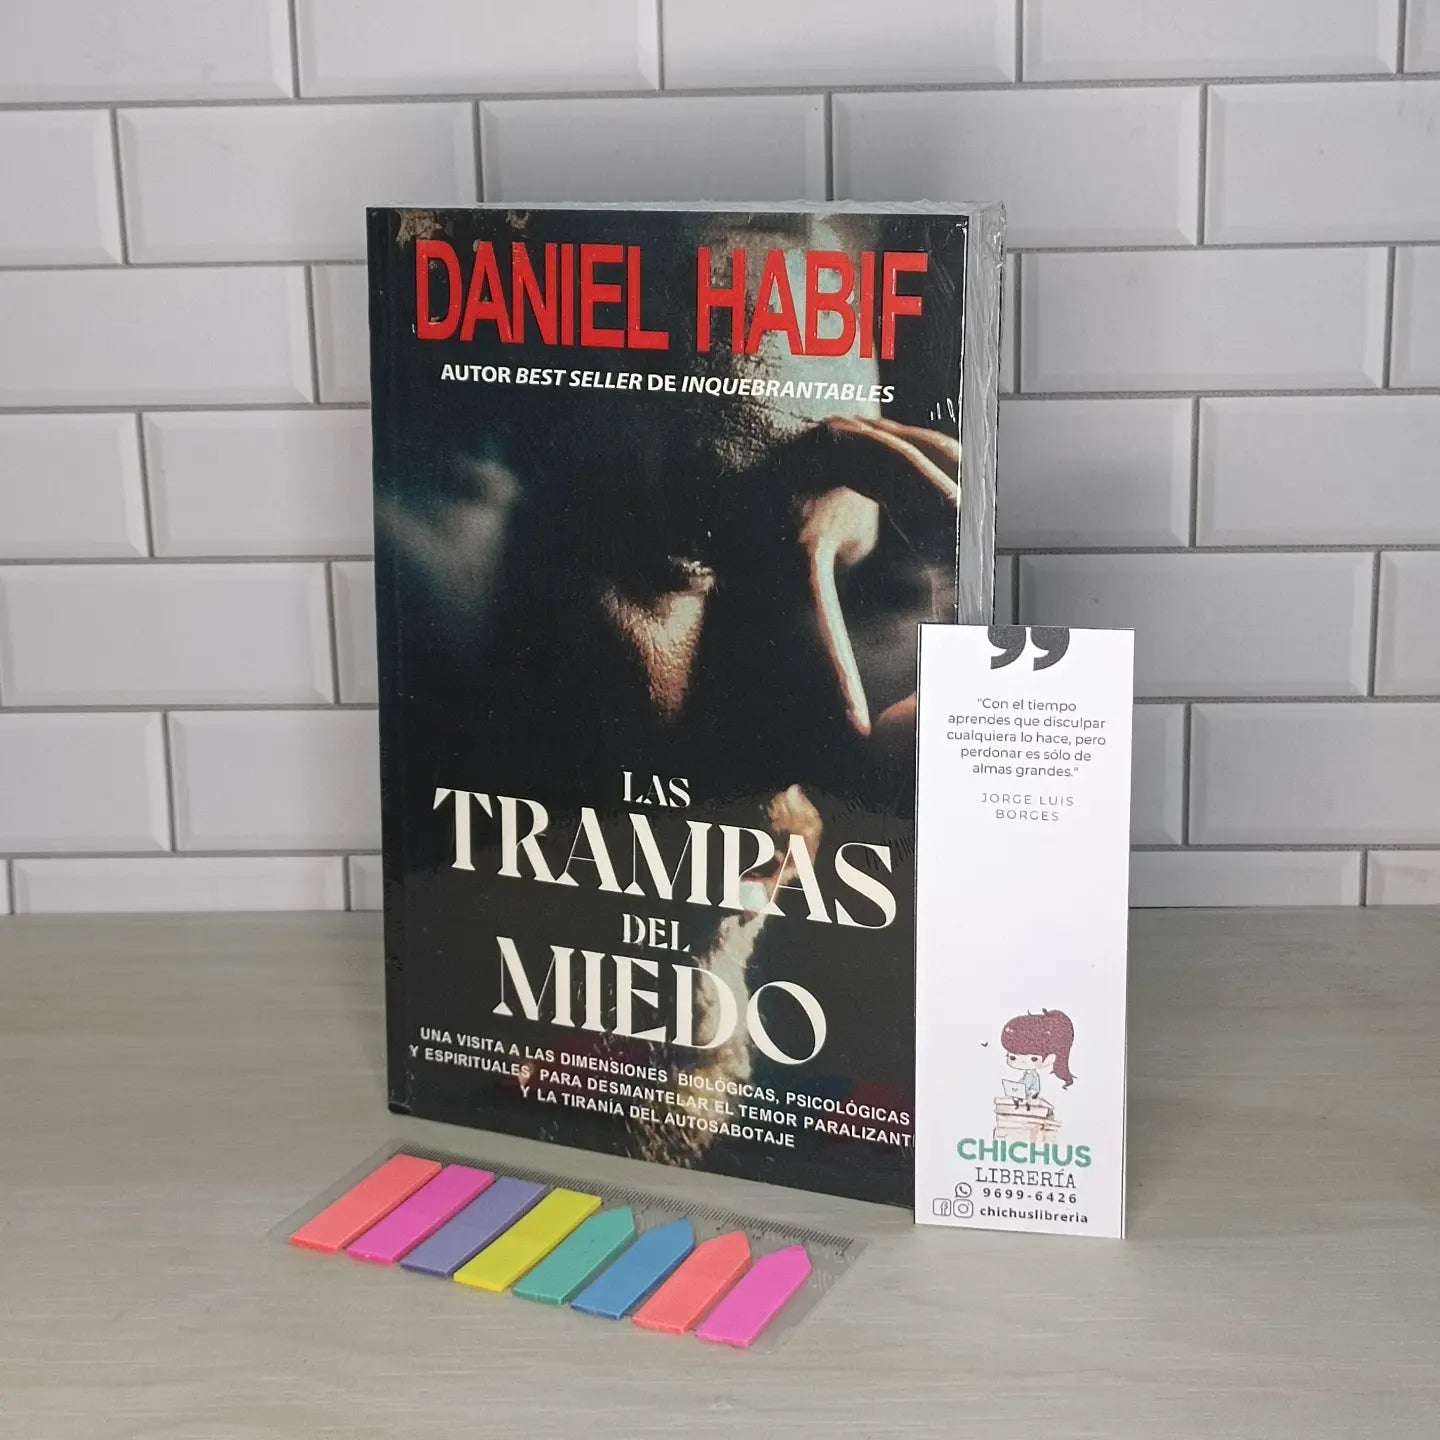 DANIEL HABIF
AUTOR BEST SELLER DE INQUEBRANTABLES
LAS
TRAMPAS
DEL
MIEDO
UNA VISITA A LAS DIMENSIONES BIOLÓGICAS, PSICOLÓGICAS
Y ESPIRITUALES PARA DESMANTELAR EL TEMOR PARALIZANT
Y LA TIRANÍA DEL AUTOSABOTAJE
"Con el tiempo
aprendes que disculpar
cualquiera lo hace, pero
perdonar es sólo de
almas grandes."
JORGE LUIS
BORGES
CHICHUS
LIBRERÍA
9699-6426
chichuslibreria